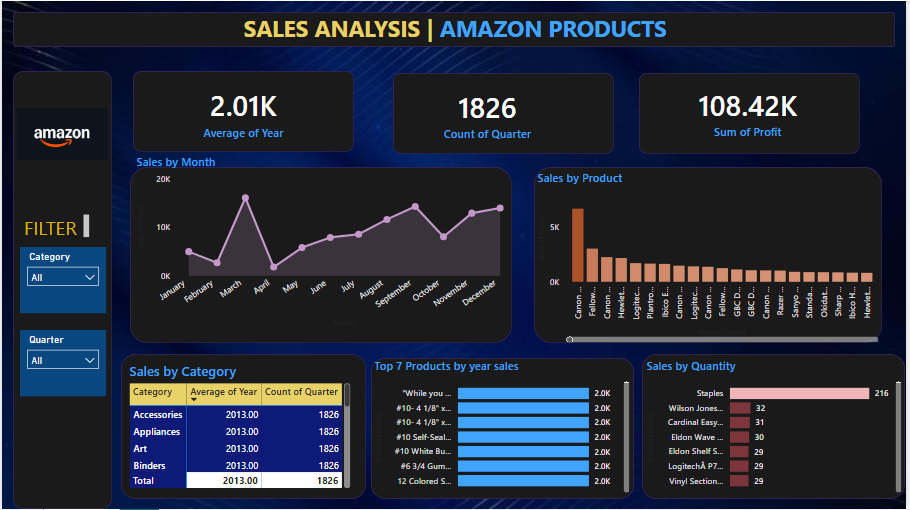 SALES ANALYSIS | AMAZON PRODUCTS
amazon
FILTER
Category
All
Quarter
All
2.01K
Average of Year
1826
Count of Quarter
108.42K
Sum of Profit
Sales by Month
20K
10K
0K
January
February
March
April
May
June
July
August
September
October
November
December
Sales by Product
5K
0K
Canon ...
Fellow...
Canon ...
Hewlet...
Logitec...
Plantro...
Ibico E...
Canon ...
Logitec...
Canon ...
Fellow...
GBC D...
GBC D...
Canon ...
Razer ...
Sanyo ...
Standa...
Okidat...
Sharp ...
Ibico H...
Hewlet...
Sales by Category
Category Average of Year Count of Quarter
Accessories 2013.00 1826
Appliances 2013.00 1826
Art 2013.00 1826
Binders 2013.00 1826
Total 2013.00 1826
Top 7 Products by year sales
"While you ... 2.0K
#10- 4 1/8" x... 2.0K
#10- 4 1/8" x... 2.0K
#10 Self-Seal... 2.0K
#10 White Bu... 2.0K
#6 3/4 Gum... 2.0K
12 Colored S... 2.0K
Sales by Quantity
Staples 216
Wilson Jones... 32
Cardinal Easy... 31
Eldon Wave ... 30
Eldon Shelf S... 29
LogitechÂ P7... 29
Vinyl Section... 29